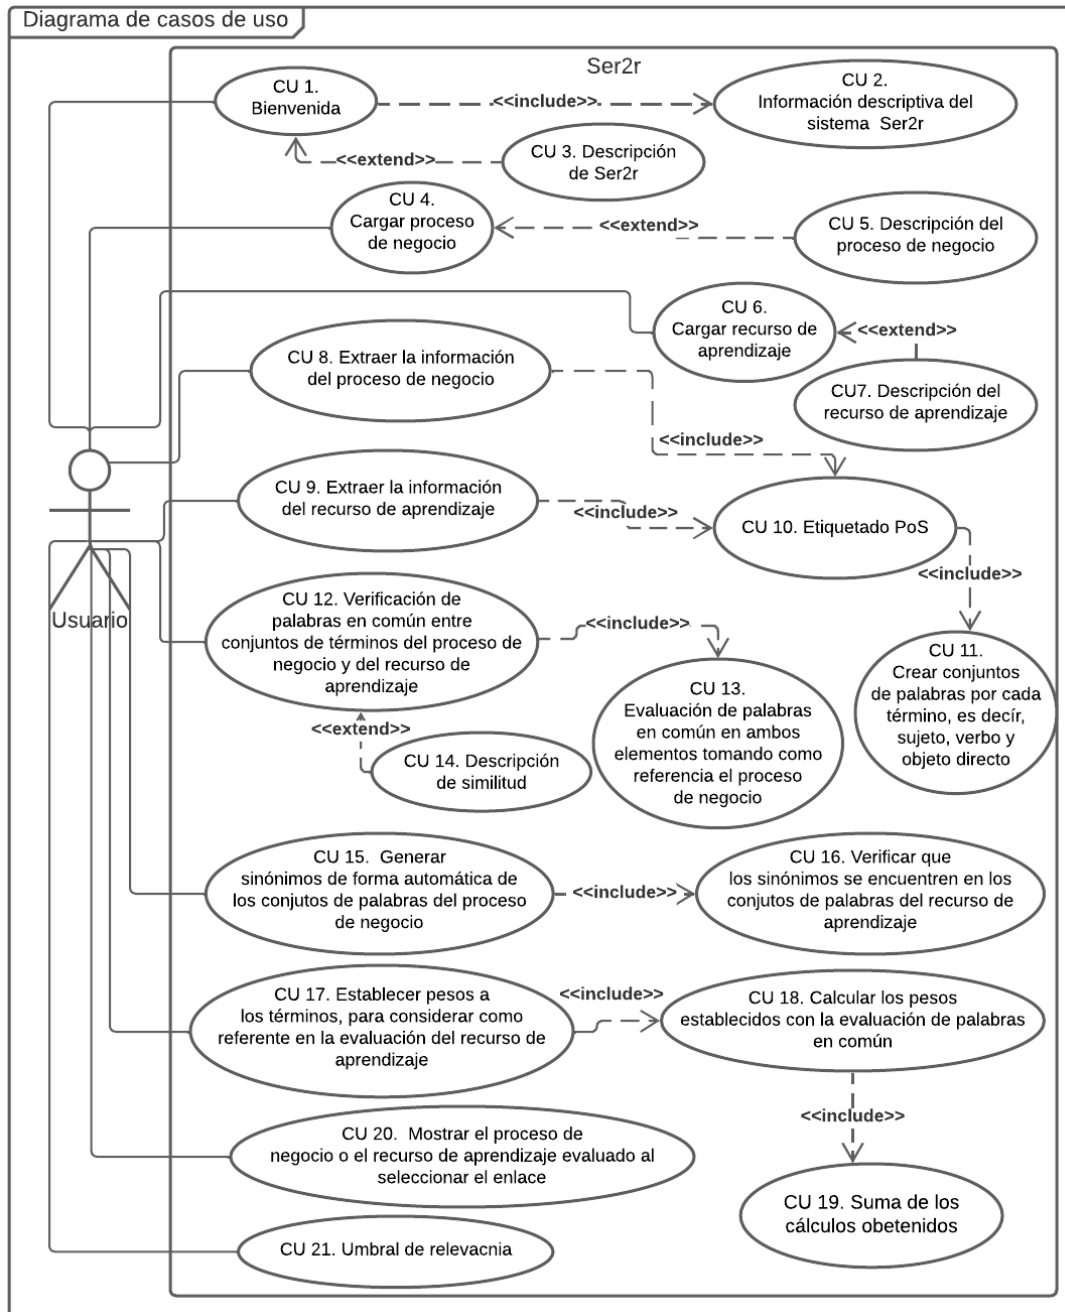 Diagrama de casos de uso
Ser2r
CU 1.
Bienvenida
<<include>>
CU 2.
Información descriptiva del
sistema Ser2r
<<extend>>
CU 3. Descripción
de Ser2r
CU 4.
Cargar proceso
de negocio
<<extend>>
CU 5. Descripción del
proceso de negocio
CU 6.
Cargar recurso de
aprendizaje
<<extend>>
CU7. Descripción del
recurso de aprendizaje
CU 8. Extraer la información
del proceso de negocio
<<include>>
CU 9. Extraer la información
del recurso de aprendizaje
<<include>>
CU 10. Etiquetado PoS
<<include>>
CU 11.
Crear conjuntos
de palabras por cada
término, es decír,
sujeto, verbo y
objeto directo
Usuario
CU 12. Verificación de
palabras en común entre
conjuntos de términos del proceso de
negocio y del recurso de
aprendizaje
<<include>>
CU 13.
Evaluación de palabras
en común en ambos
elementos tomando como
referencia el proceso
de negocio
<<extend>>
CU 14. Descripción
de similitud
CU 15. Generar
sinónimos de forma automática de
los conjutos de palabras del proceso
de negocio
<<include>>
CU 16. Verificar que
los sinónimos se encuentren en los
conjutos de palabras del recurso de
aprendizaje
CU 17. Establecer pesos a
los términos, para considerar como
referente en la evaluación del recurso de
aprendizaje
<<include>>
CU 18. Calcular los pesos
establecidos con la evaluación de palabras
en común
<<include>>
CU 19. Suma de los
cálculos obetenidos
CU 20. Mostrar el proceso de
negocio o el recurso de aprendizaje evaluado al
seleccionar el enlace
CU 21. Umbral de relevacnia